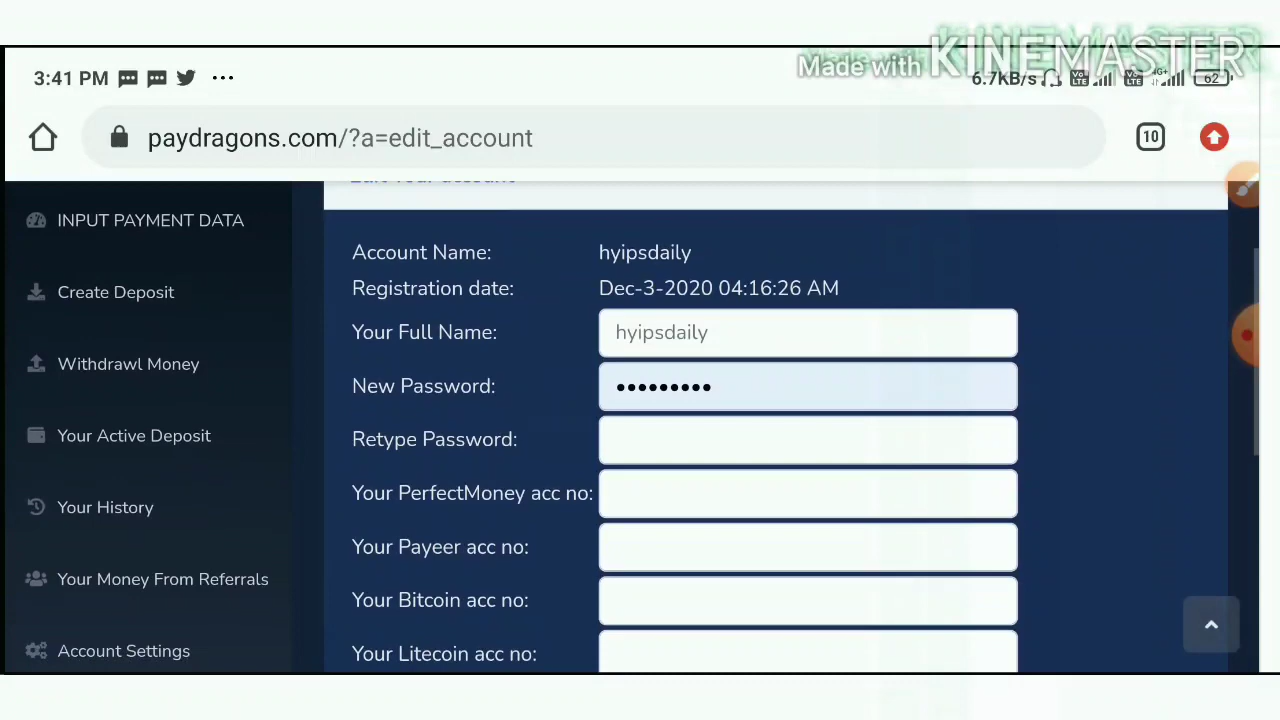 Made with KINEMASTER
3:41 PM
6.7KB/s
62
paydragons.com/?a=edit_account
10
INPUT PAYMENT DATA
Create Deposit
Withdrawl Money
Your Active Deposit
Your History
Your Money From Referrals
Account Settings
Account Name: hyipsdaily
Registration date: Dec-3-2020 04:16:26 AM
Your Full Name: hyipsdaily
New Password: •••••••••
Retype Password:
Your PerfectMoney acc no:
Your Payeer acc no:
Your Bitcoin acc no:
Your Litecoin acc no: